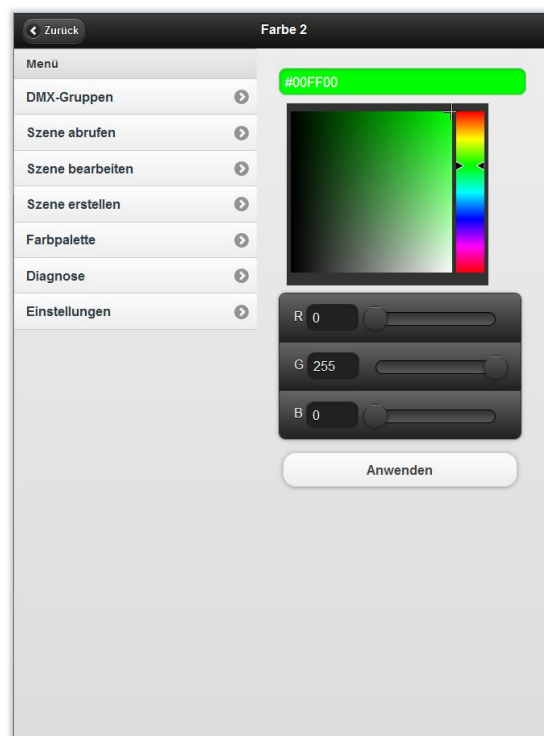 Zurück
Farbe 2
Menü
DMX-Gruppen
Szene abrufen
Szene bearbeiten
Szene erstellen
Farbpalette
Diagnose
Einstellungen
#00FF00
R 0
G 255
B 0
Anwenden